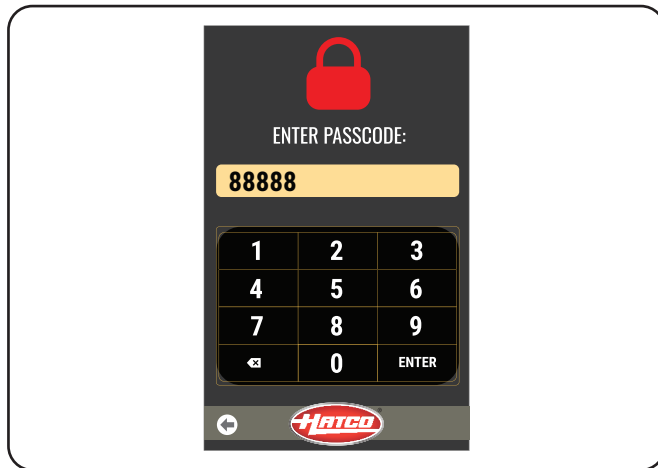 ENTER PASSCODE:
88888
1 2 3
4 5 6
7 8 9
0 ENTER
HATCO